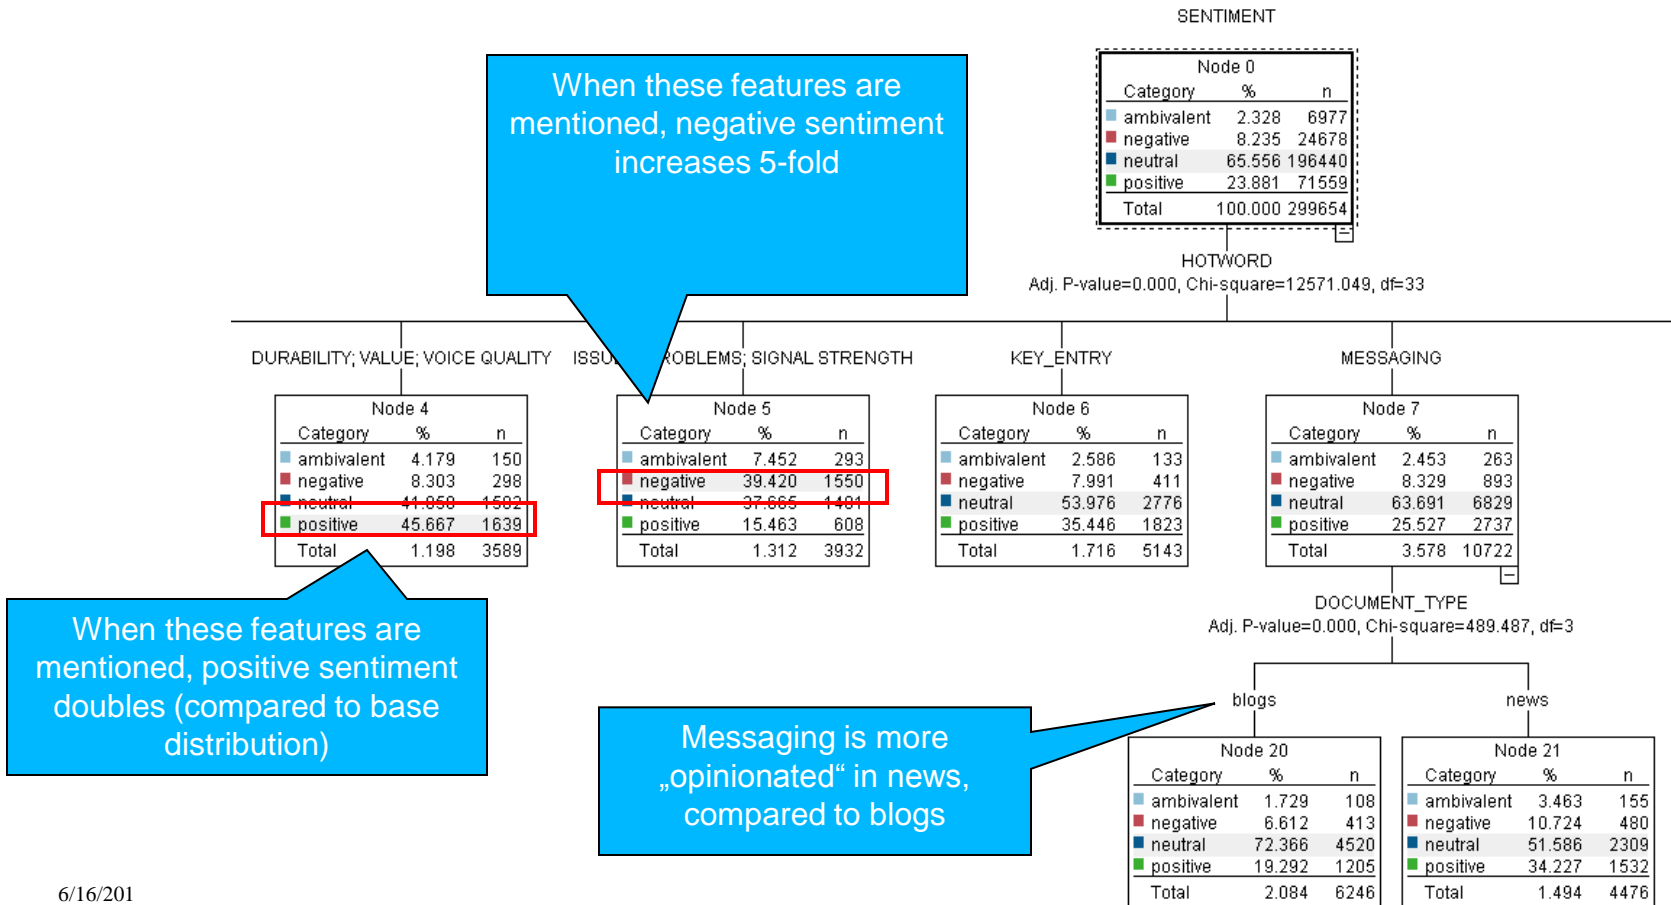 SENTIMENT
Node 0
Category % n
ambivalent 2.328 6977
negative 8.235 24678
neutral 65.556 196440
positive 23.881 71559
Total 100.000 299654
When these features are
mentioned, negative sentiment
increases 5-fold
HOTWORD
Adj. P-value=0.000, Chi-square=12571.049, df=33
DURABILITY; VALUE; VOICE QUALITY
Node 4
Category % n
ambivalent 4.179 150
negative 8.303 298
neutral
positive 45.667 1639
Total 1.198 3589
SIGNAL STRENGTH
Node 5
Category % n
ambivalent 7.452 293
negative 39.420 1550
neutral
positive 15.463 608
Total 1.312 3932
KEY_ENTRY
Node 6
Category % n
ambivalent 2.586 133
negative 7.991 411
neutral 53.976 2776
positive 35.446 1823
Total 1.716 5143
MESSAGING
Node 7
Category % n
ambivalent 2.453 263
negative 8.329 893
neutral 63.691 6829
positive 25.527 2737
Total 3.578 10722
When these features are
mentioned, positive sentiment
doubles (compared to base
distribution)
DOCUMENT_TYPE
Adj. P-value=0.000, Chi-square=489.487, df=3
Messaging is more
„opinionated“ in news,
compared to blogs
blogs
Node 20
Category % n
ambivalent 1.729 108
negative 6.612 413
neutral 72.366 4520
positive 19.292 1205
Total 2.084 6246
news
Node 21
Category % n
ambivalent 3.463 155
negative 10.724 480
neutral 51.586 2309
positive 34.227 1532
Total 1.494 4476
6/16/201